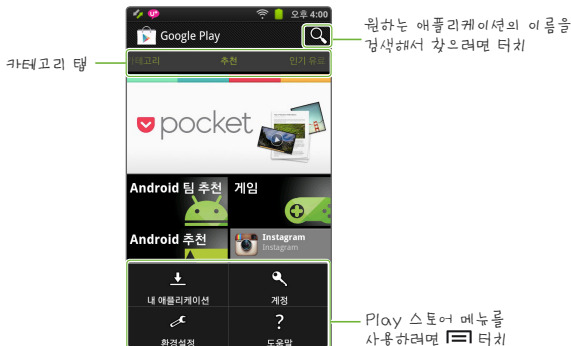 오후 4:00
Google Play
원하는 애플리케이션의 이름을
검색해서 찾으려면 터치
카테고리 탭
카테고리 추천 인기 유료
pocket
Android 팀 추천 게임
Android 추천
Instagram
Instagram
내 애플리케이션 계정
Play 스토어 메뉴를
사용하려면 터치
환경설정 도움말